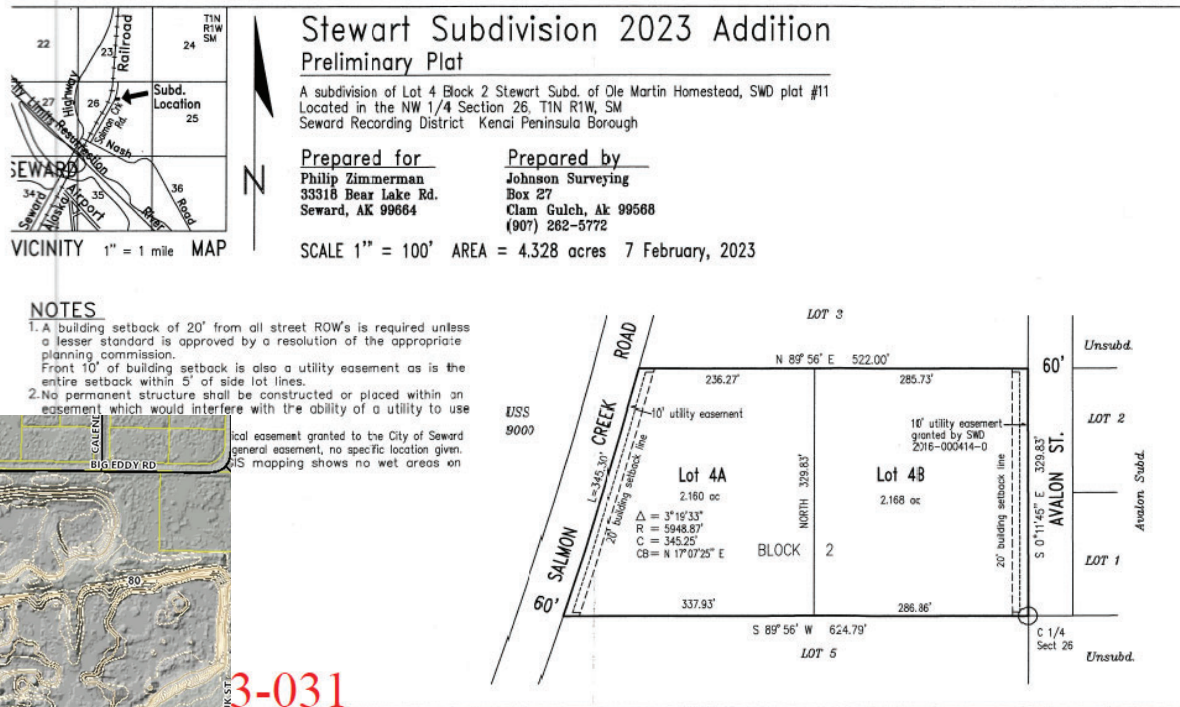 Stewart Subdivision 2023 Addition
Preliminary Plat
A subdivision of Lot 4 Block 2 Stewart Subd. of Ole Martin Homestead, SWD plat #11
Located in the NW 1/4 Section 26, T1N R1W, SM
Seward Recording District Kenai Peninsula Borough
Prepared for
Philip Zimmerman
33318 Bear Lake Rd.
Seward, AK 99664
Prepared by
Johnson Surveying
Box 27
Clam Gulch, Ak 99568
(907) 262-5772
SCALE 1" = 100' AREA = 4.328 acres 7 February, 2023
T1N
R1W
SM
22
23
24
Railroad
Highway
27
26
Subd.
Location
25
Salmon Crk
Rd.
Limits
Resurrection
Nash
SEWARD
34
35
36
Airport
Road
Seward
Alaska
River
VICINITY 1" = 1 mile MAP
N
NOTES
1. A building setback of 20' from all street ROW's is required unless
a lesser standard is approved by a resolution of the appropriate
planning commission.
Front 10' of building setback is also a utility easement as is the
entire setback within 5' of side lot lines.
2. No permanent structure shall be constructed or placed within an
easement which would interfere with the ability of a utility to use
ical easement granted to the City of Seward
general easement, no specific location given.
IS mapping shows no wet areas on
CALEND
BIG EDDY RD
80
K ST
3-031
LOT 3
N 89°56' E 522.00'
236.27'
285.73'
60'
Unsubd.
USS
9000
SALMON CREEK ROAD
L=345.30'
20' building setback line
10' utility easement
10' utility easement
granted by SWD
2016-000414-0
LOT 2
Lot 4A
2.160 ac
Δ = 3°19'33"
R = 5948.87'
C = 345.25'
CB= N 17°07'25" E
NORTH 329.83'
Lot 4B
2.168 ac
BLOCK 2
20' building setback line
S 0°11'45" E 329.83'
AVALON ST.
Avalon Subd.
LOT 1
60'
337.93'
286.86'
S 89°56' W 624.79'
LOT 5
C 1/4
Sect 26
Unsubd.